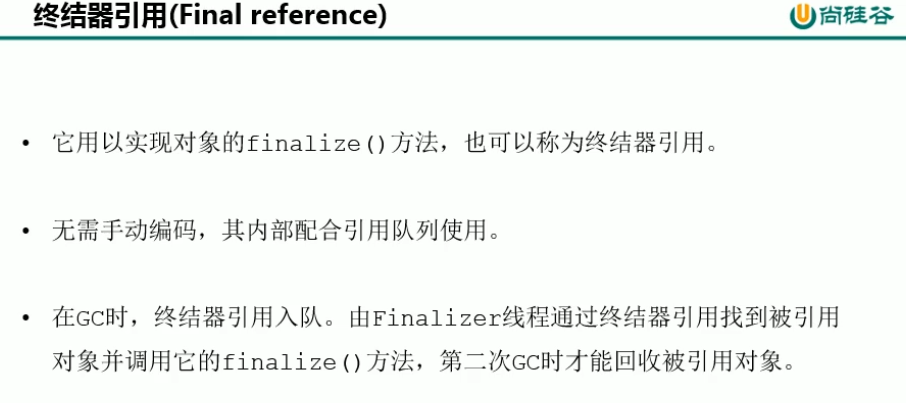 终结器引用(Final reference)
尚硅谷
• 它用以实现对象的finalize()方法，也可以称为终结器引用。
• 无需手动编码，其内部配合引用队列使用。
• 在GC时，终结器引用入队。由Finalizer线程通过终结器引用找到被引用
对象并调用它的finalize()方法，第二次GC时才能回收被引用对象。